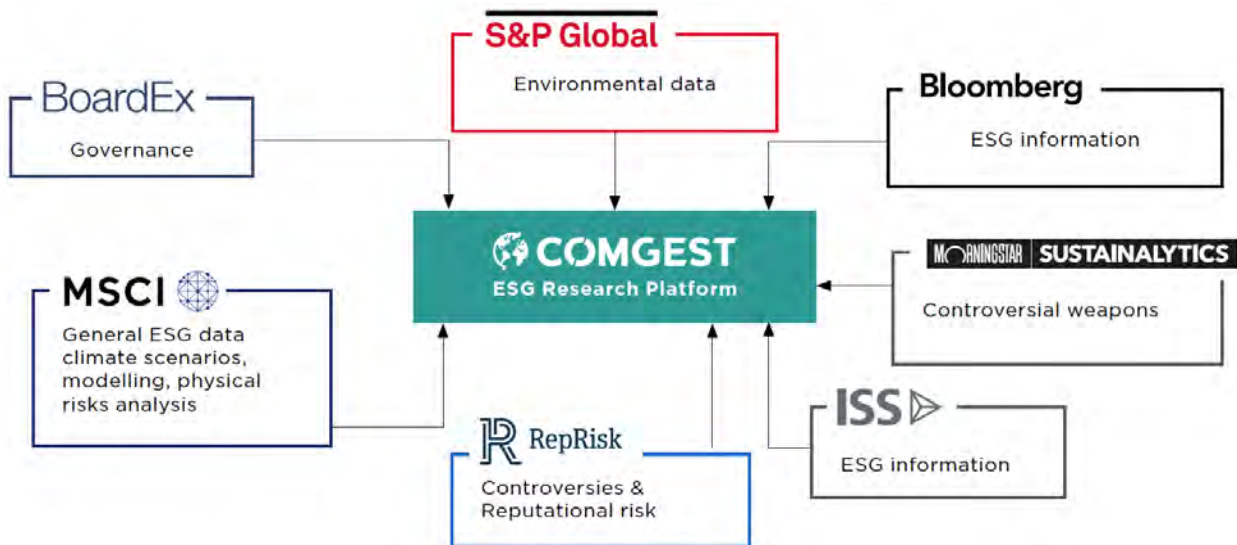 S&P Global
Environmental data
BoardEx
Governance
Bloomberg
ESG information
COMGEST
ESG Research Platform
MORNINGSTAR SUSTAINALYTICS
Controversial weapons
MSCI
General ESG data
climate scenarios,
modelling, physical
risks analysis
RepRisk
Controversies &
Reputational risk
ISS
ESG information